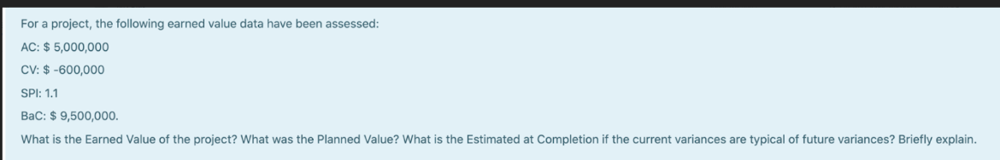 For a project, the following earned value data have been assessed:
AC: $ 5,000,000
CV: $ -600,000
SPI: 1.1
BaC: $ 9,500,000.
What is the Earned Value of the project? What was the Planned Value? What is the Estimated at Completion if the current variances are typical of future variances? Briefly explain.